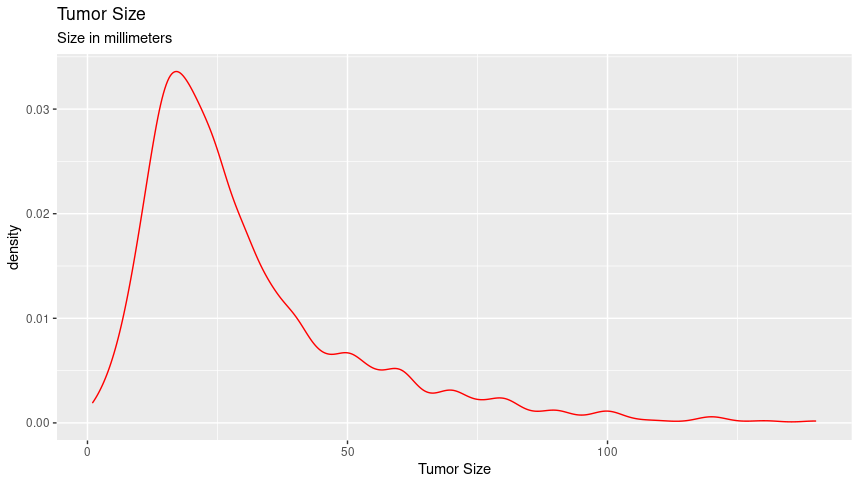 Tumor Size
Size in millimeters
density
0.03
0.02
0.01
0.00
0
50
100
Tumor Size